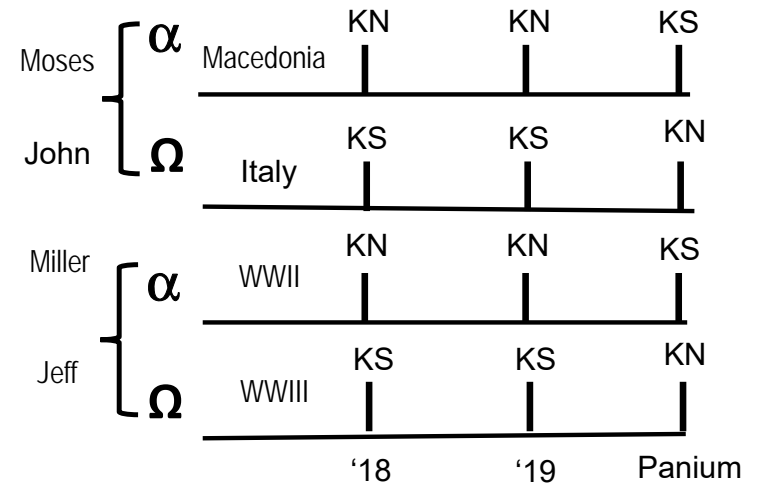 KN KN KS
Moses α Macedonia
KS KS KN
John Ω Italy
KN KN KS
Miller α WWII
KS KS KN
Jeff Ω WWIII
‘18 ‘19 Panium